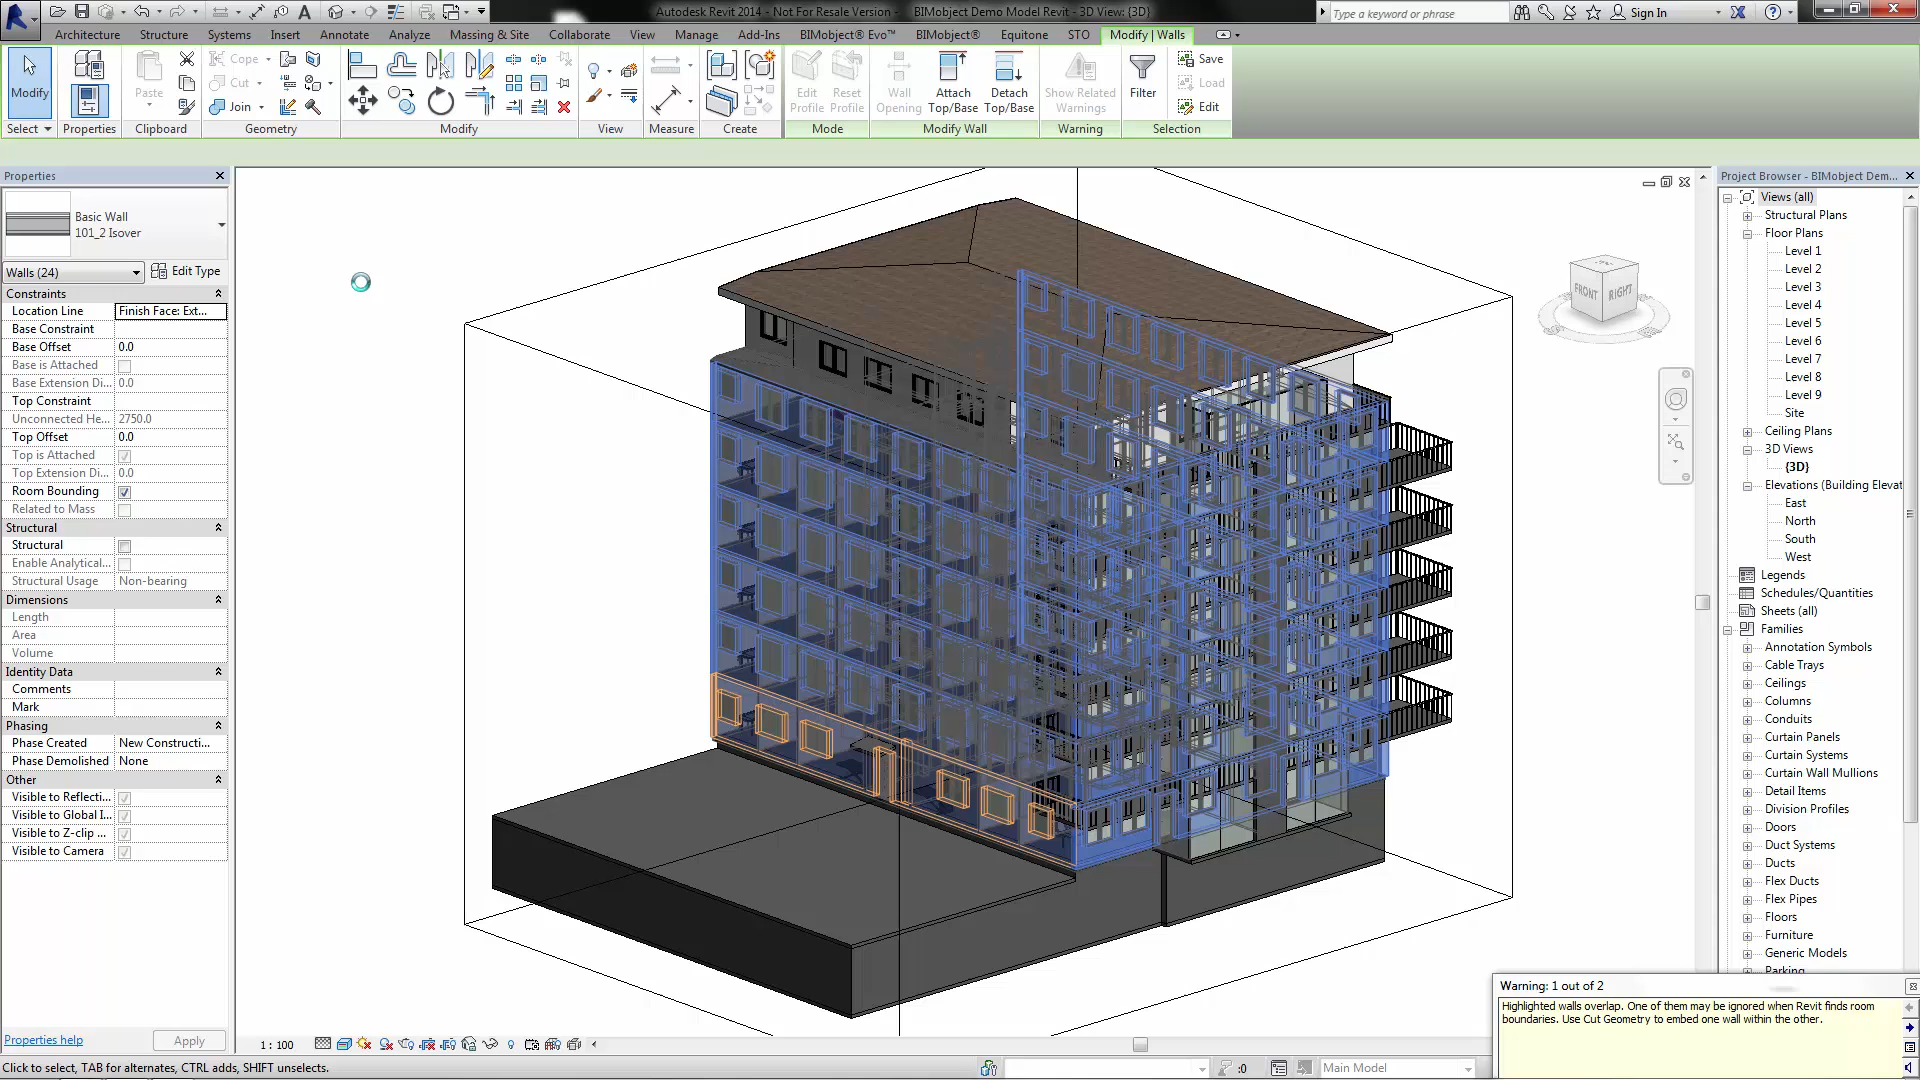 Autodesk Revit 2014 - Not For Resale Version - BIMobject Demo Model Revit - 3D View: {3D}
Type a keyword or phrase
Sign In
Architecture Structure Systems Insert Annotate Analyze Massing & Site Collaborate View Manage Add-Ins BIMobject® Evo™ BIMobject® Equitone STO Modify | Walls
Modify
Paste
Cope
Cut
Join
Edit Profile
Reset Profile
Wall Opening
Attach Top/Base
Detach Top/Base
Show Related Warnings
Filter
Save
Load
Edit
Select Properties Clipboard Geometry Modify View Measure Create Mode Modify Wall Warning Selection
Properties
Basic Wall
101_2 Isover
Walls (24)
Edit Type
Constraints
Location Line Finish Face: Ext...
Base Constraint
Base Offset 0.0
Base is Attached
Base Extension Di... 0.0
Top Constraint
Unconnected He... 2750.0
Top Offset 0.0
Top is Attached
Top Extension Di... 0.0
Room Bounding
Related to Mass
Structural
Structural
Enable Analytical...
Structural Usage Non-bearing
Dimensions
Length
Area
Volume
Identity Data
Comments
Mark
Phasing
Phase Created New Constructi...
Phase Demolished None
Other
Visible to Reflecti...
Visible to Global I...
Visible to Z-clip ...
Visible to Camera
Properties help
Apply
FRONT
RIGHT
Project Browser - BIMobject Dem...
Views (all)
Structural Plans
Floor Plans
Level 1
Level 2
Level 3
Level 4
Level 5
Level 6
Level 7
Level 8
Level 9
Site
Ceiling Plans
3D Views
{3D}
Elevations (Building Elevat
East
North
South
West
Legends
Schedules/Quantities
Sheets (all)
Families
Annotation Symbols
Cable Trays
Ceilings
Columns
Conduits
Curtain Panels
Curtain Systems
Curtain Wall Mullions
Detail Items
Division Profiles
Doors
Duct Systems
Ducts
Flex Ducts
Flex Pipes
Floors
Furniture
Generic Models
Parking
Warning: 1 out of 2
Highlighted walls overlap. One of them may be ignored when Revit finds room
boundaries. Use Cut Geometry to embed one wall within the other.
1 : 100
Click to select, TAB for alternates, CTRL adds, SHIFT unselects.
:0
Main Model